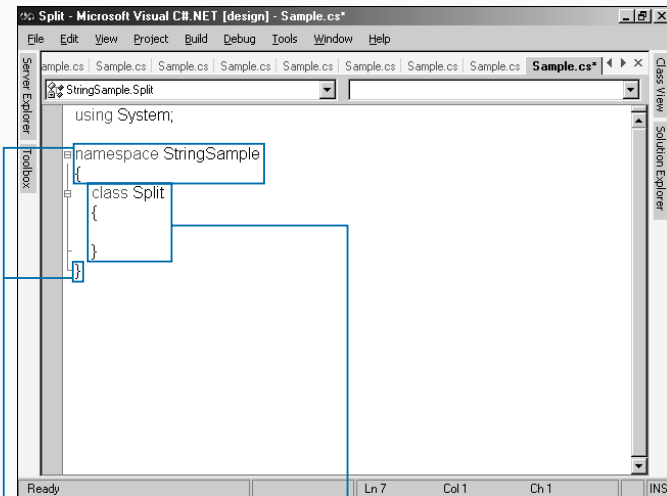 Split - Microsoft Visual C#.NET [design] - Sample.cs*
File Edit View Project Build Debug Tools Window Help
ample.cs Sample.cs Sample.cs Sample.cs Sample.cs Sample.cs Sample.cs Sample.cs Sample.cs*
StringSample.Split
Server Explorer
Toolbox
using System;
namespace StringSample
{
class Split
{
}
}
Class View
Solution Explorer
Ready Ln 7 Col 1 Ch 1 INS